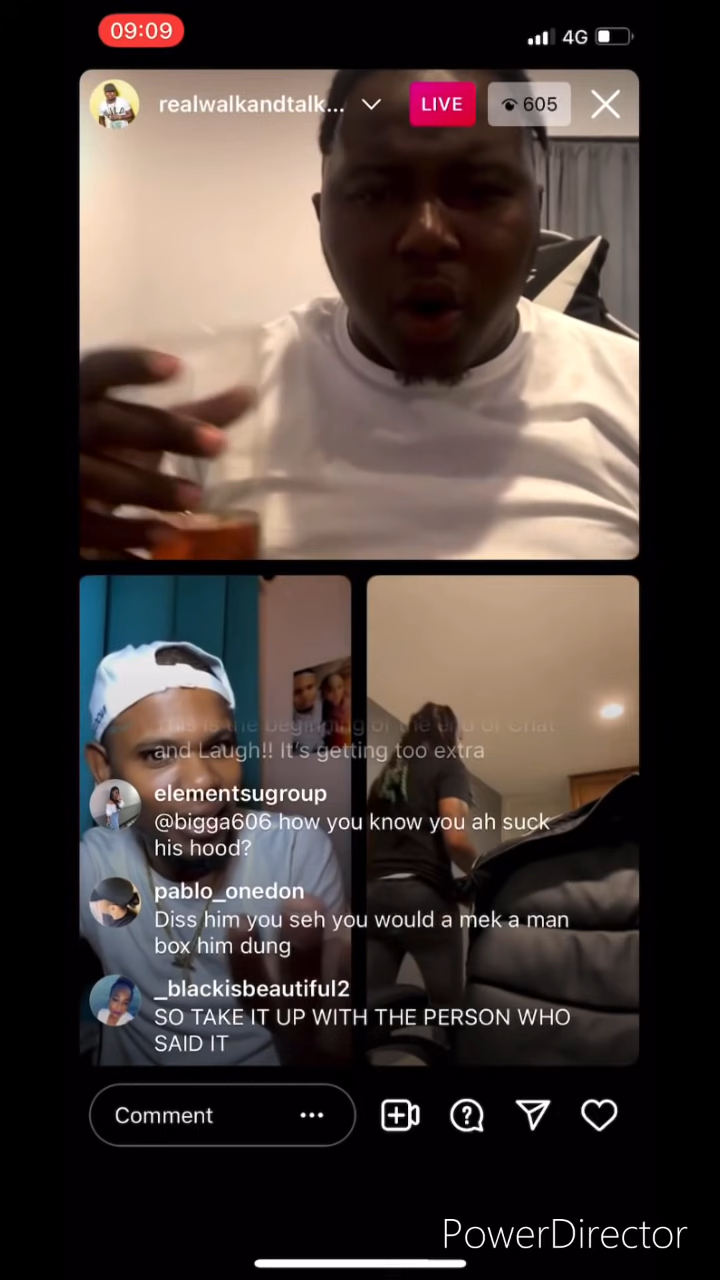 09:09
4G
realwalkandtalk...
LIVE
605
This is the beginning of the end of Chat
and Laugh!! It's getting too extra
elementsugroup
@bigga606 how you know you ah suck
his hood?
pablo_onedon
Diss him you seh you would a mek a man
box him dung
_blackisbeautiful2
SO TAKE IT UP WITH THE PERSON WHO
SAID IT
Comment
PowerDirector